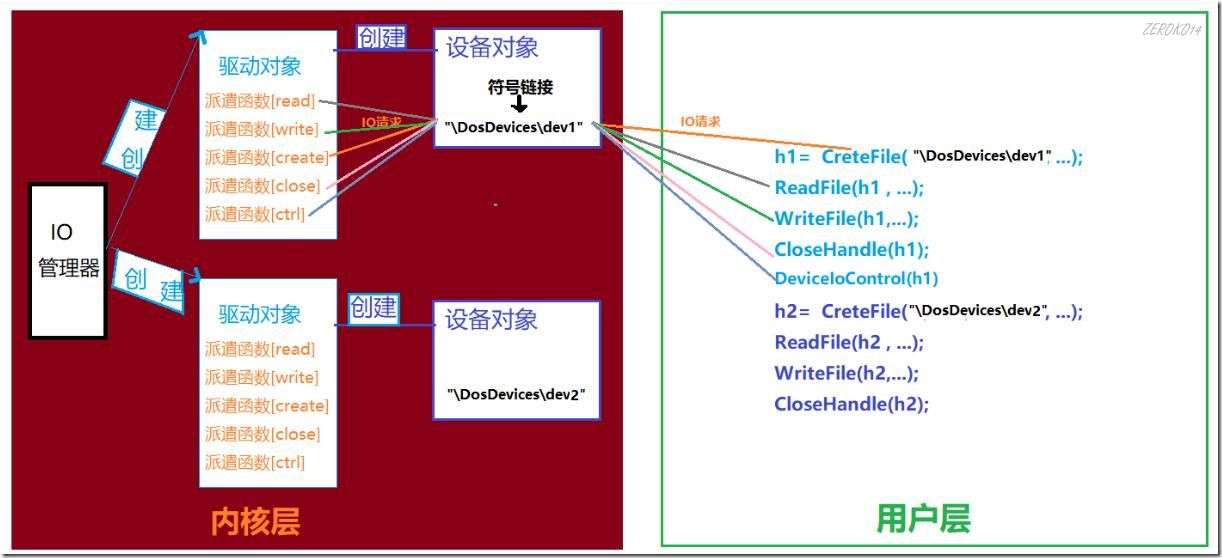 ZEROKO14
创建
驱动对象
派遣函数[read]
派遣函数[write]
派遣函数[create]
派遣函数[close]
派遣函数[ctrl]
创建
设备对象
符号链接
"\DosDevices\dev1"
IO请求
IO请求
h1= CreteFile( "\DosDevices\dev1", ...);
ReadFile(h1 , ...);
WriteFile(h1,...);
CloseHandle(h1);
DeviceIoControl(h1)
IO
管理器
创建
驱动对象
派遣函数[read]
派遣函数[write]
派遣函数[create]
派遣函数[close]
派遣函数[ctrl]
创建
设备对象
"\DosDevices\dev2"
h2= CreteFile("\DosDevices\dev2", ...);
ReadFile(h2 , ...);
WriteFile(h2,...);
CloseHandle(h2);
内核层
用户层